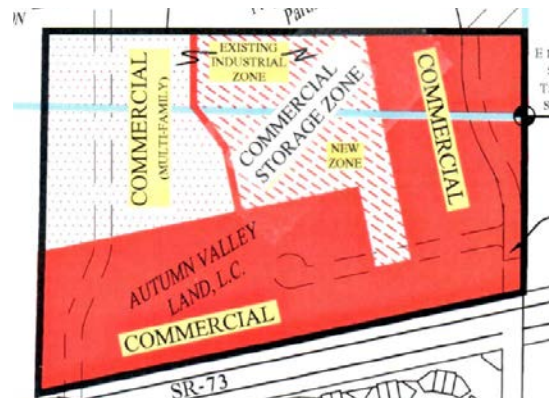 EXISTING
INDUSTRIAL
ZONE
COMMERCIAL
(MULTI-FAMILY)
COMMERCIAL
STORAGE ZONE
NEW
ZONE
COMMERCIAL
AUTUMN VALLEY
LAND, L.C.
COMMERCIAL
SR-73